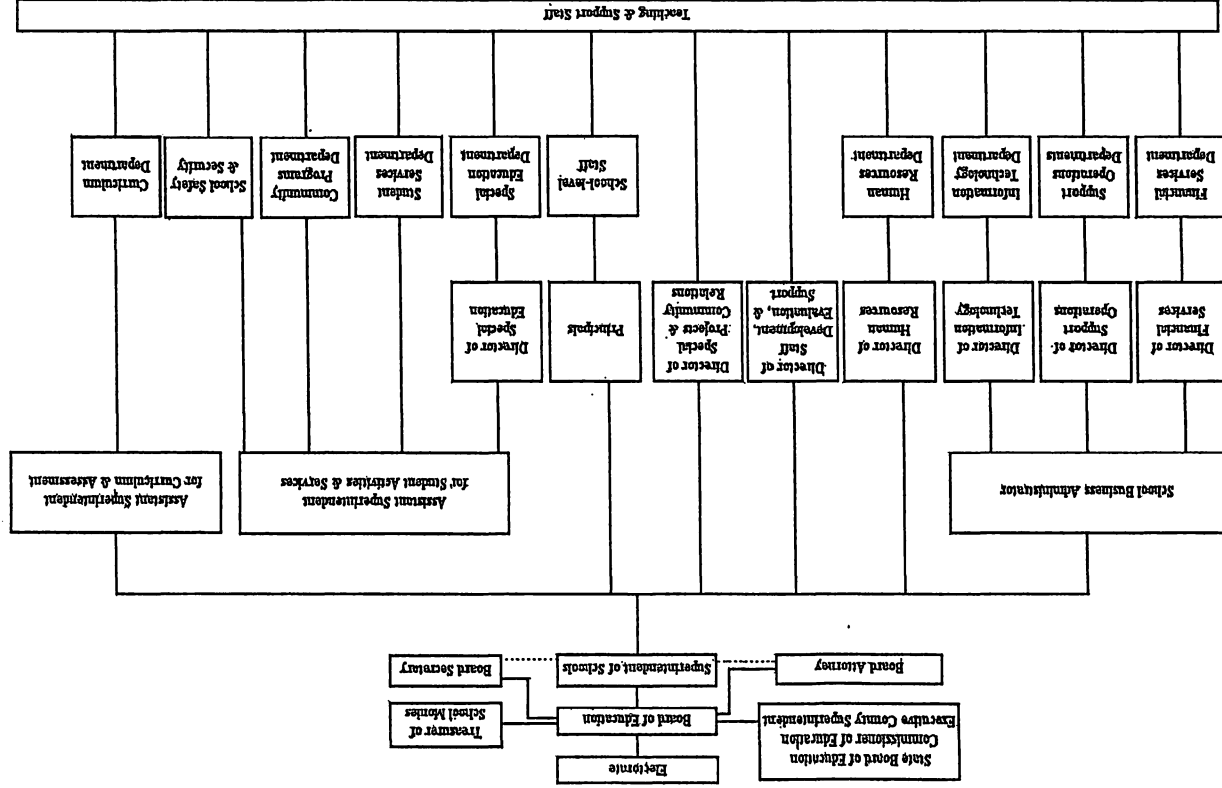 Electorate
State Board of Education
Commissioner of Education
Executive County Superintendent
Board of Education
Treasurer of
School Monies
Board Attorney
Superintendent of Schools
Board Secretary
School Business Administrator
Assistant Superintendent
for Student Activities & Services
Assistant Superintendent
for Curriculum & Assessment
Director of
Financial
Services
Director of
Support
Operations
Director of
Information
Technology
Director of
Human
Resources
Director of
Staff
Development,
Evaluation, &
Support
Director of
Special
Projects &
Community
Relations
Principals
Director of
Special
Education
Financial
Services
Department
Support
Operations
Departments
Information
Technology
Department
Human
Resources
Department
School-level
Staff
Special
Education
Department
Student
Services
Department
Community
Programs
Department
School Safety
& Security
Curriculum
Department
Teaching & Support Staff